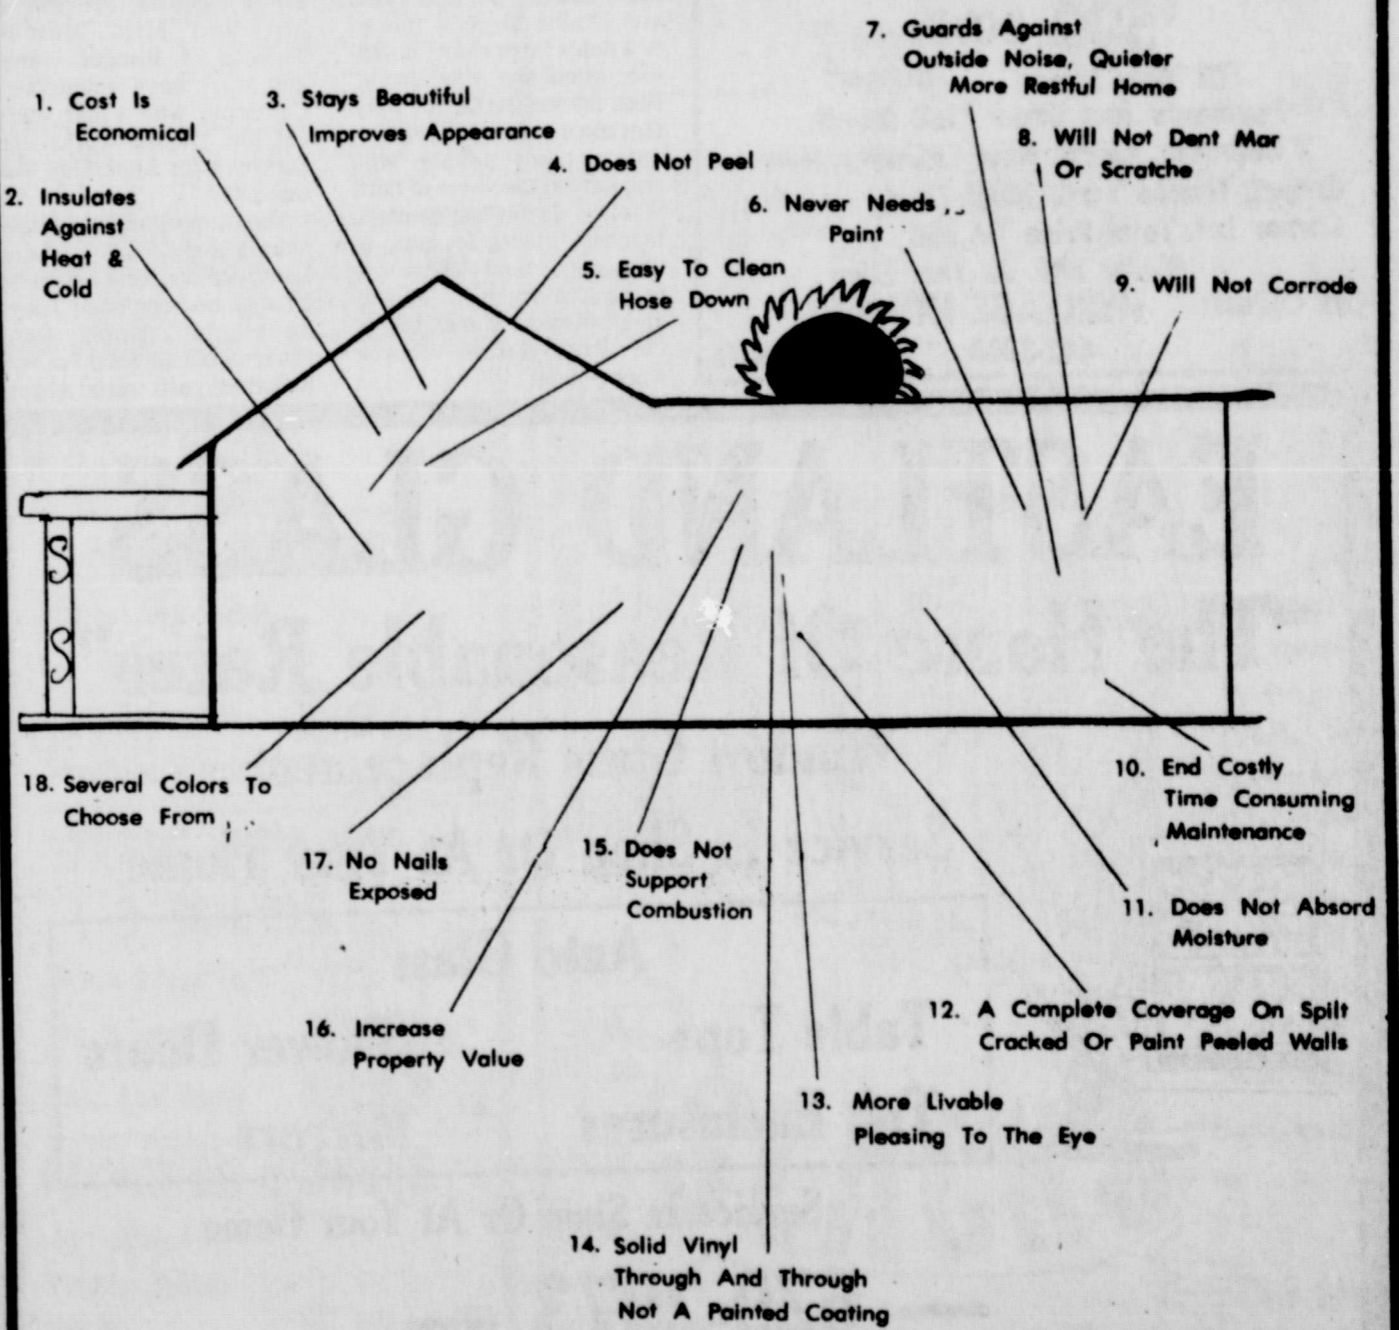 1. Cost Is
Economical
2. Insulates
Against
Heat &
Cold
3. Stays Beautiful
Improves Appearance
4. Does Not Peel
5. Easy To Clean
Hose Down
6. Never Needs
Paint
7. Guards Against
Outside Noise, Quieter
More Restful Home
8. Will Not Dent Mar
Or Scratche
9. Will Not Corrode
10. End Costly
Time Consuming
Maintenance
11. Does Not Absord
Moisture
12. A Complete Coverage On Spilt
Cracked Or Paint Peeled Walls
13. More Livable
Pleasing To The Eye
14. Solid Vinyl
Through And Through
Not A Painted Coating
15. Does Not
Support
Combustion
16. Increase
Property Value
17. No Nails
Exposed
18. Several Colors To
Choose From